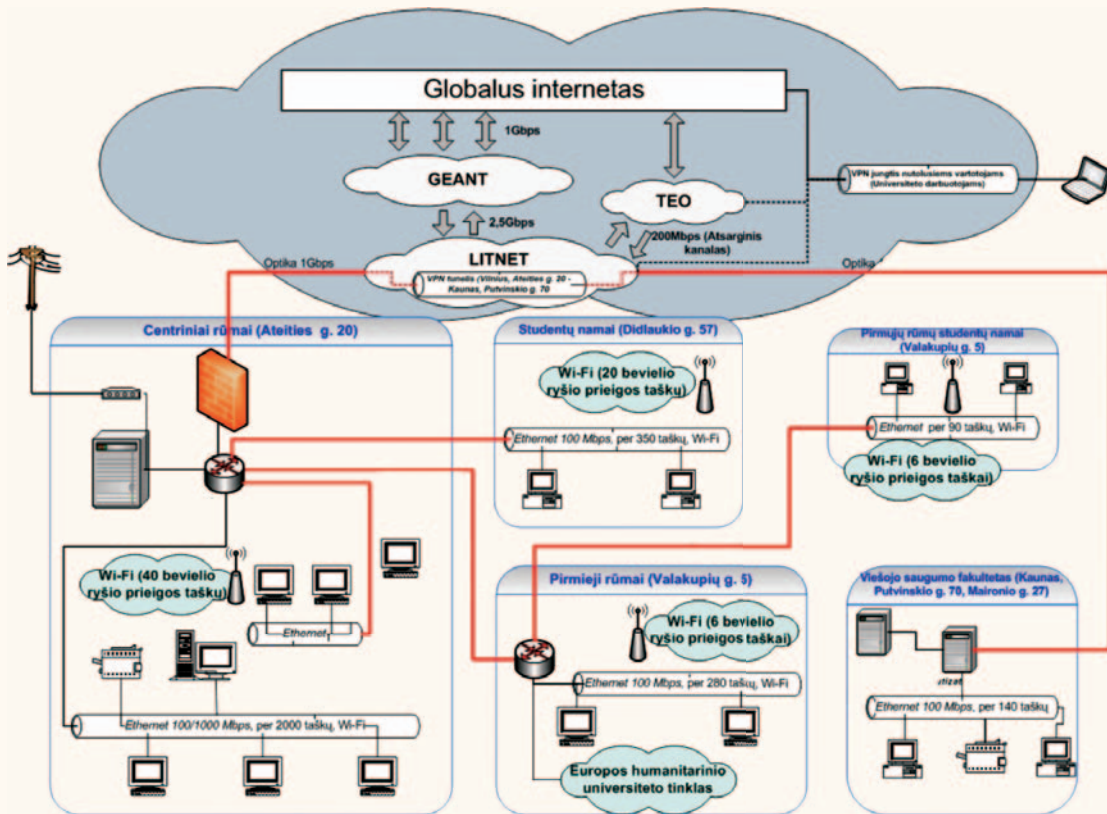 Globalus internetas
1Gbps
GEANT
TEO
VPN jungtis nutolusiems vartotojams
(Universiteto darbuotojams)
2,5Gbps
200Mbps (Atsarginis
kanalas)
LITNET
Optika 1Gbps
VPN tunelis (Vilnius, Ateities g. 20 -
Kaunas, Putvinskio g. 70
Optika
Centriniai rūmai (Ateities g. 20)
Studentų namai (Didlaukio g. 57)
Pirmųjų rūmų studentų namai
(Valakupių g. 5)
Wi-Fi (20 bevielio
ryšio prieigos taškų)
Ethernet 100 Mbps, per 350 taškų, Wi-Fi
Ethernet per 90 taškų, Wi-Fi
Wi-Fi (6 bevielio
ryšio prieigos taškai)
Wi-Fi (40 bevielio
ryšio prieigos taškų)
Ethernet
Ethernet 100/1000 Mbps, per 2000 taškų, Wi-Fi
Pirmieji rūmai (Valakupių g. 5)
Wi-Fi (6 bevielio
ryšio prieigos taškai)
Ethernet 100 Mbps, per 280 taškų, Wi-Fi
Europos humanitarinio
universiteto tinklas
Viešojo saugumo fakultetas (Kaunas,
Putvinskio g. 70, Maironio g. 27)
Ethernet 100 Mbps, per 140 taškų